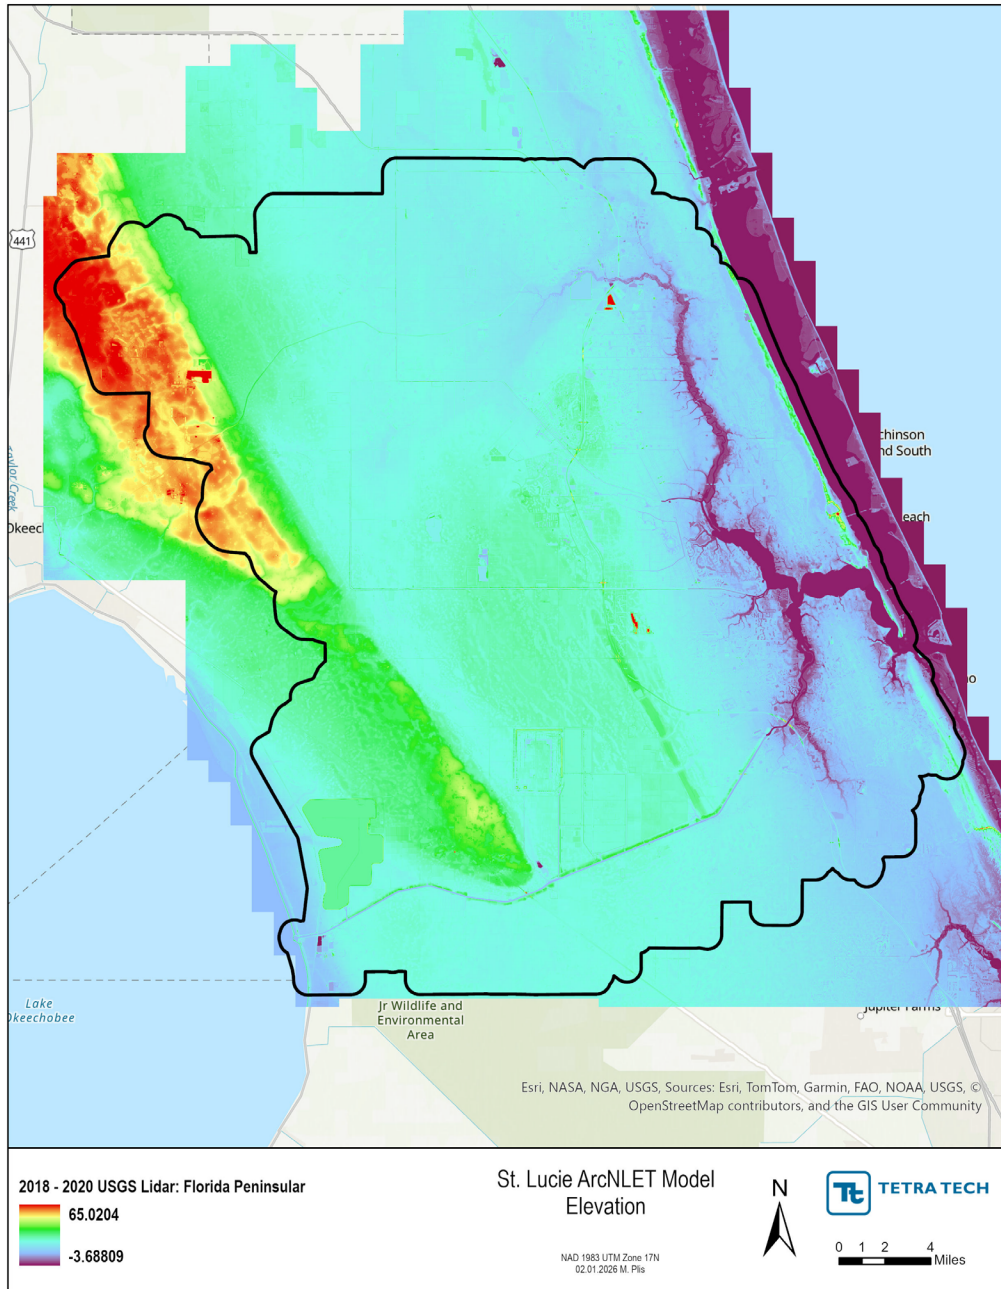 441
chinson
nd South
each
Okeec
no
Lake
Okeechobee
Jr Wildlife and
Environmental
Area
Jupiter Farms
Esri, NASA, NGA, USGS, Sources: Esri, TomTom, Garmin, FAO, NOAA, USGS, ©
OpenStreetMap contributors, and the GIS User Community
2018 - 2020 USGS Lidar: Florida Peninsular
65.0204
-3.68809
St. Lucie ArcNLET Model
Elevation
NAD 1983 UTM Zone 17N
02.01.2026 M. Plis
N
Tt
TETRA TECH
0 1 2 4
Miles